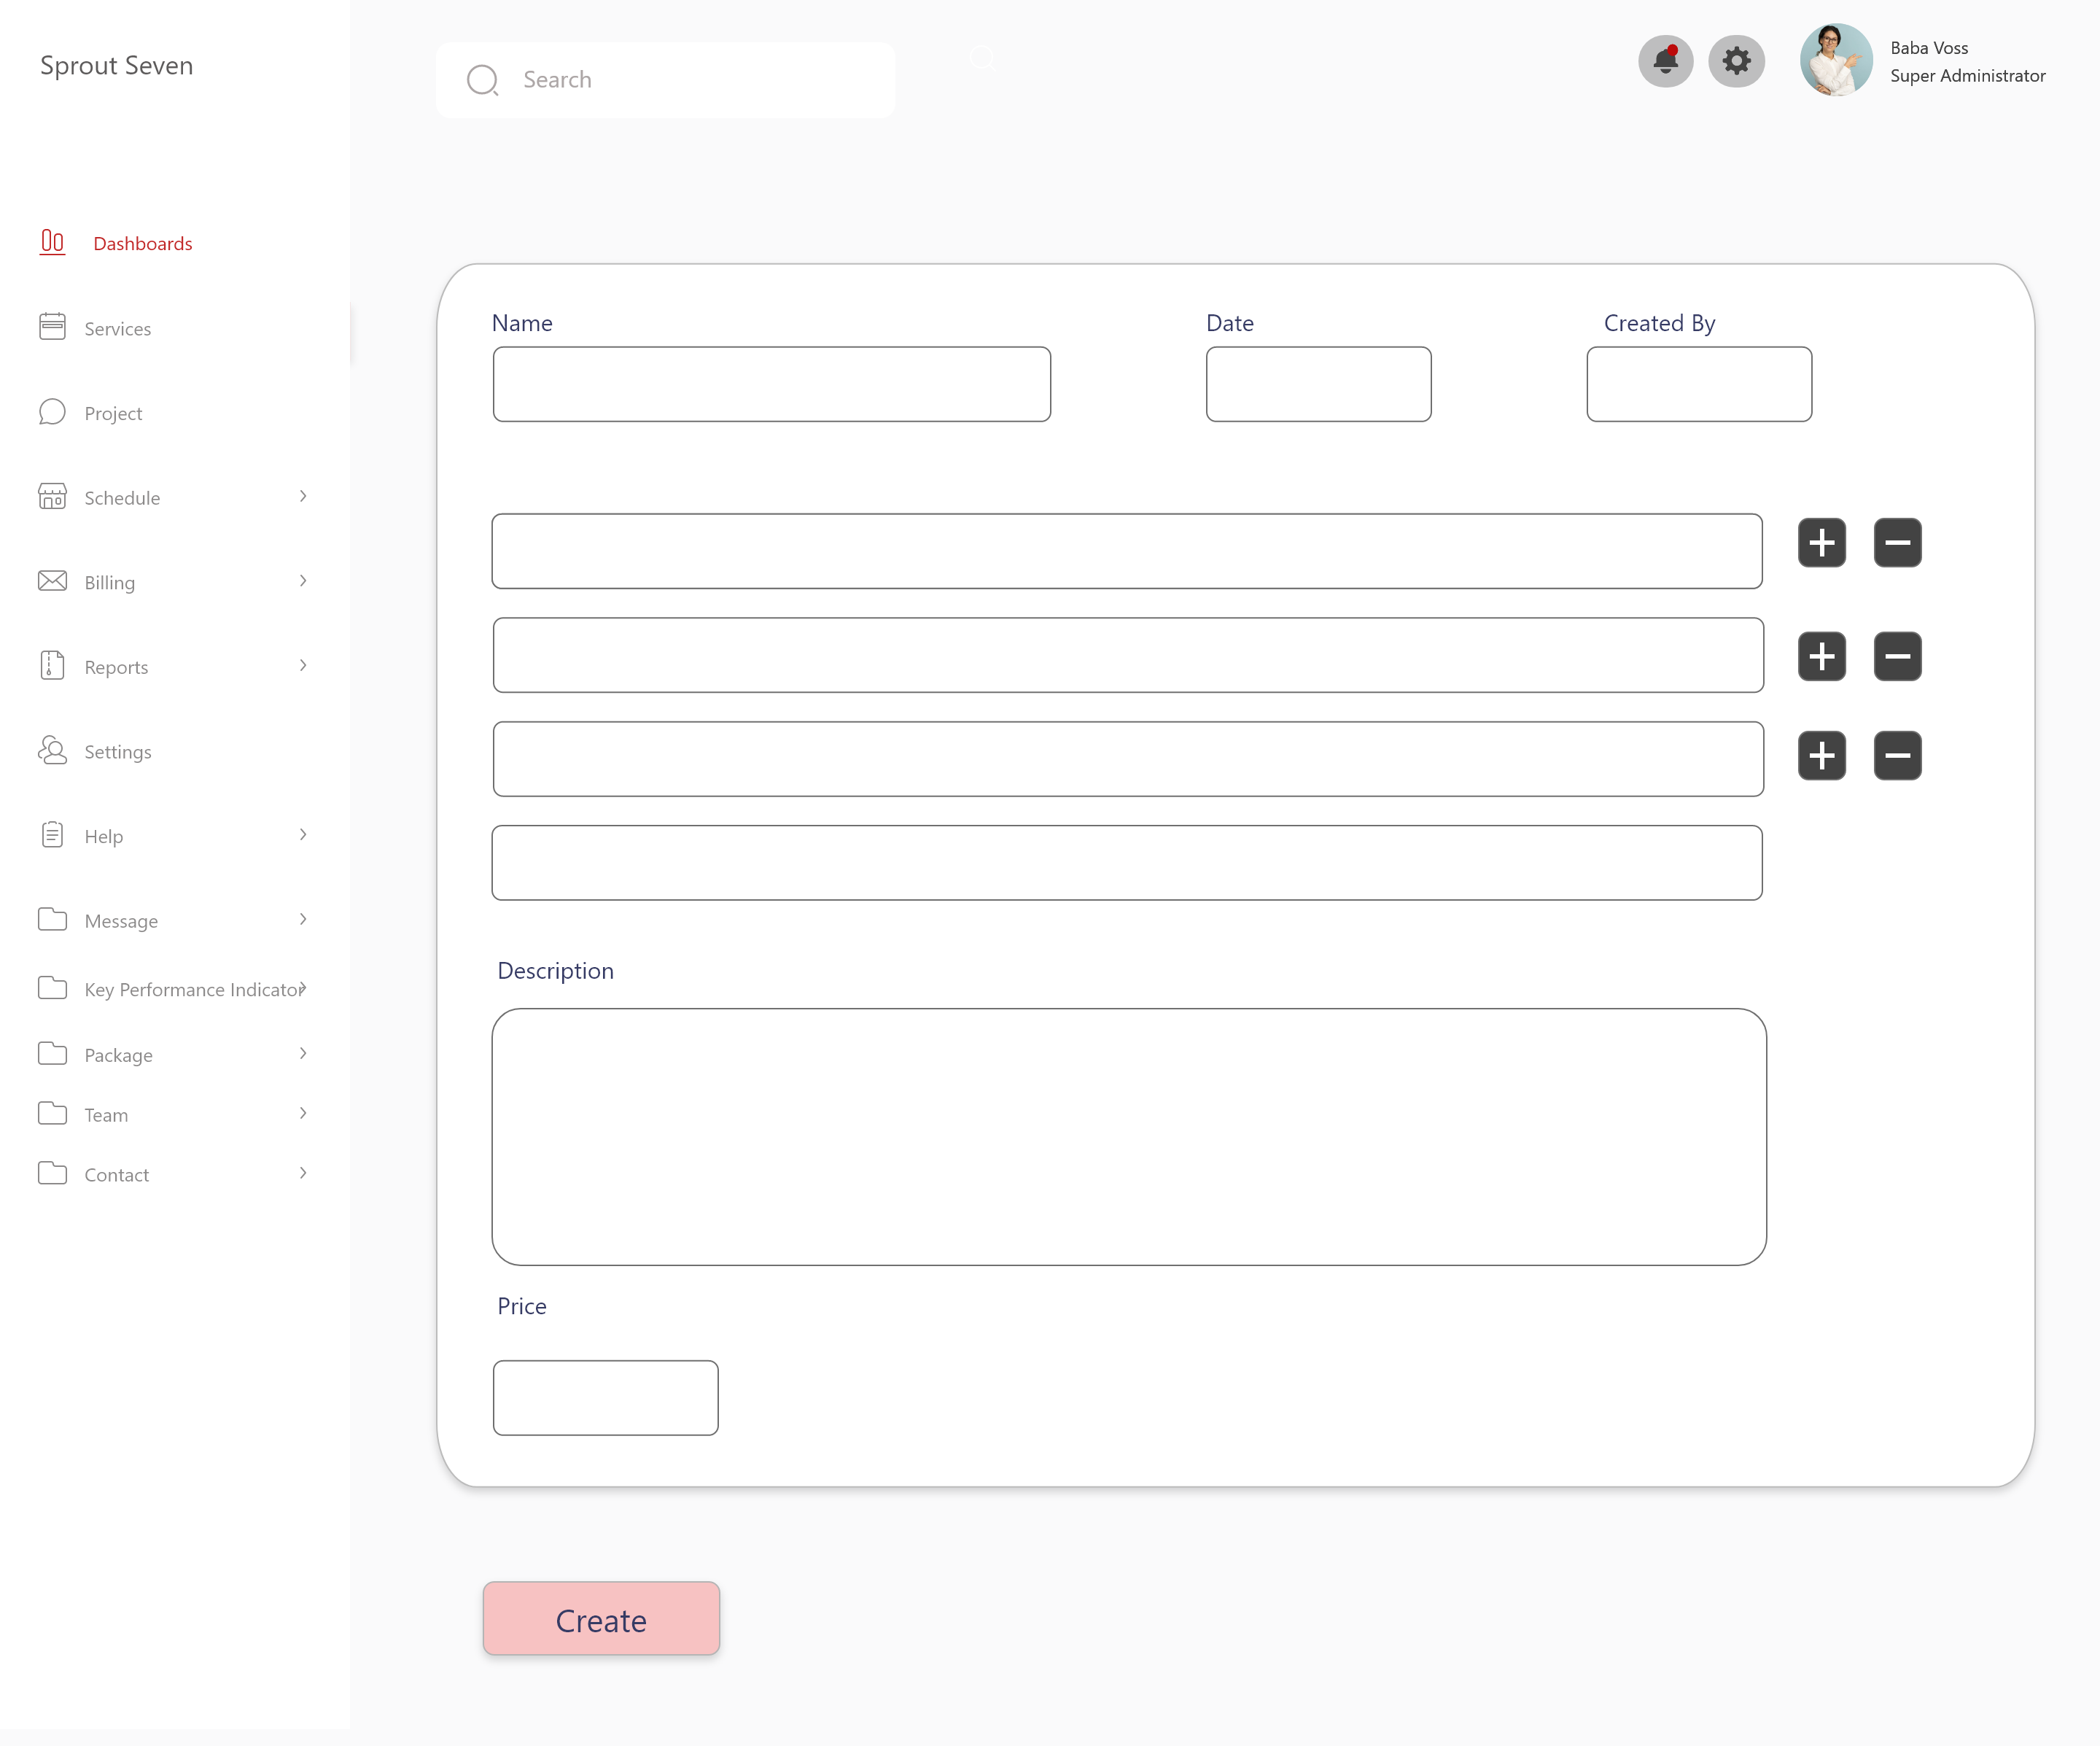 Sprout Seven
Search
Baba Voss
Super Administrator
Dashboards
Services
Project
Schedule
Billing
Reports
Settings
Help
Message
Key Performance Indicator
Package
Team
Contact
Name
Date
Created By
Description
Price
Create